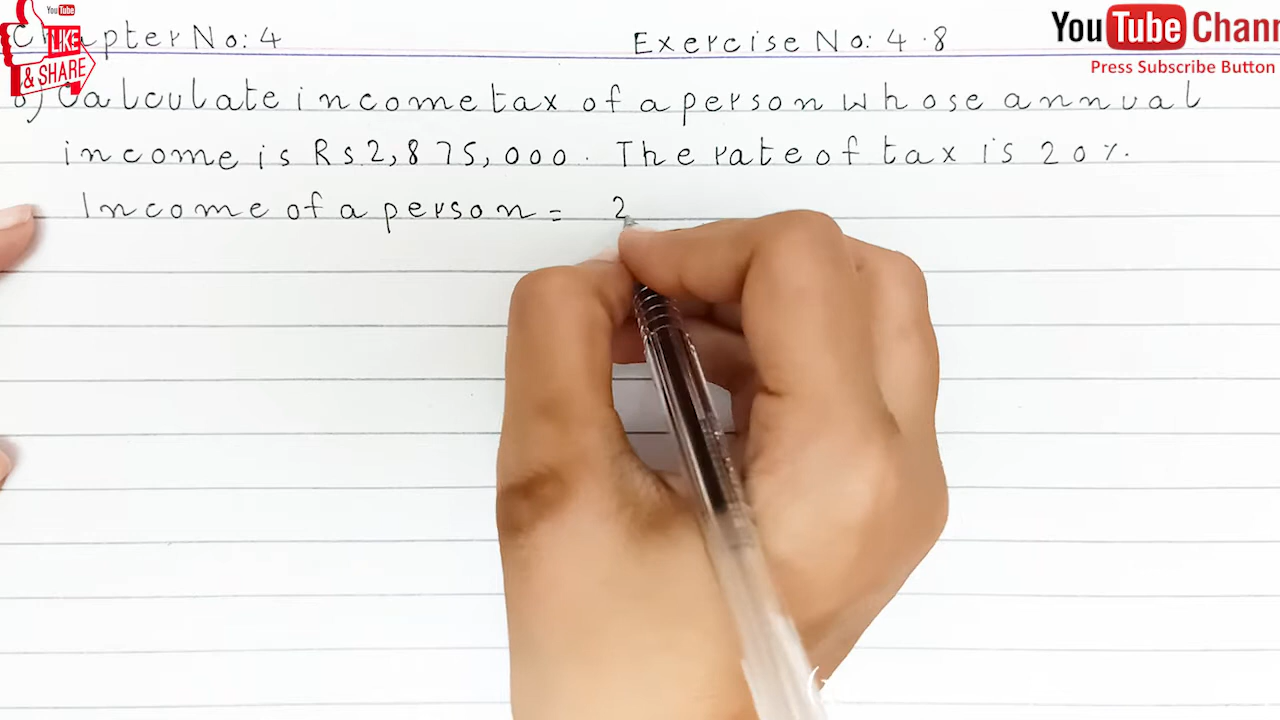 YouTube
LIKE
& SHARE
Chapter No: 4
Exercise No: 4.8
YouTube Chann
Press Subscribe Button
Calculate income tax of a person whose annual
income is Rs 2,875,000. The rate of tax is 20%.
Income of a person = 2